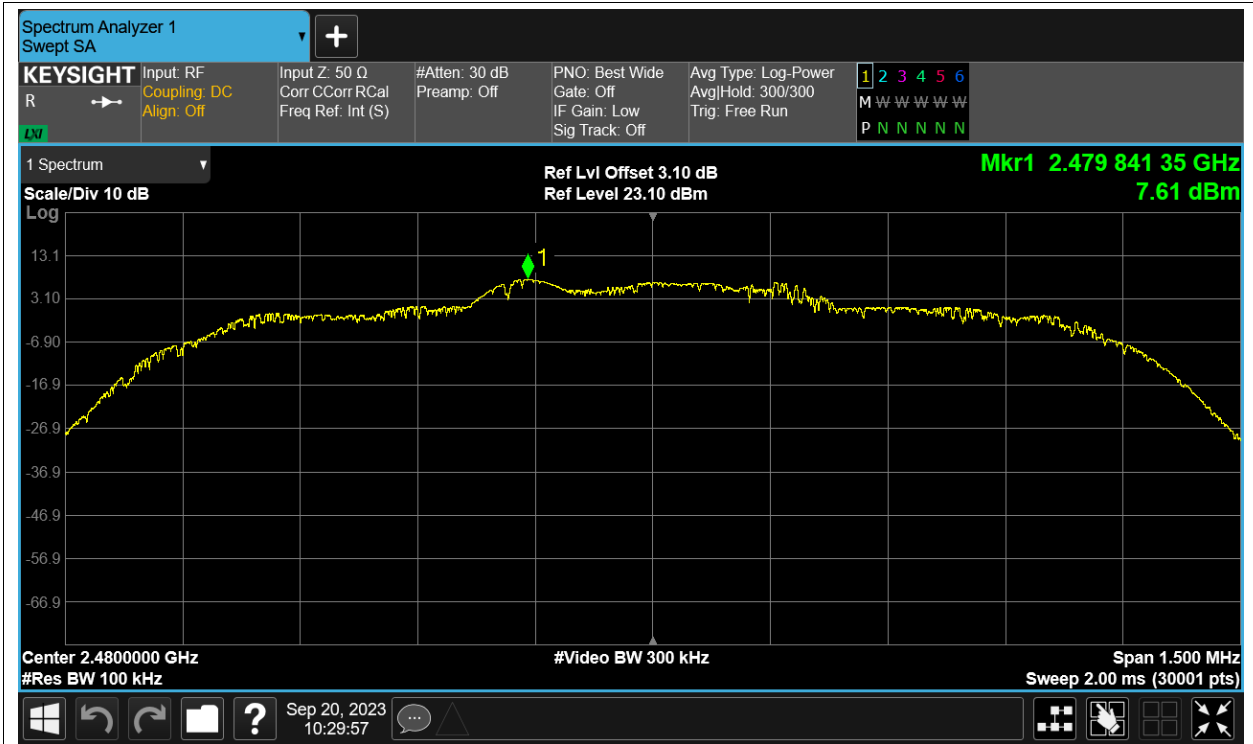 Spectrum Analyzer 1
Swept SA
KEYSIGHT
R
LXI
Input: RF
Coupling: DC
Align: Off
Input Z: 50 Ω
Corr CCorr RCal
Freq Ref: Int (S)
#Atten: 30 dB
Preamp: Off
PNO: Best Wide
Gate: Off
IF Gain: Low
Sig Track: Off
Avg Type: Log-Power
Avg|Hold: 300/300
Trig: Free Run
1 2 3 4 5 6
M W W W W W
P N N N N N
1 Spectrum
Scale/Div 10 dB
Log
Ref Lvl Offset 3.10 dB
Ref Level 23.10 dBm
Mkr1 2.479 841 35 GHz
7.61 dBm
1
13.1
3.10
-6.90
-16.9
-26.9
-36.9
-46.9
-56.9
-66.9
Center 2.4800000 GHz
#Res BW 100 kHz
#Video BW 300 kHz
Span 1.500 MHz
Sweep 2.00 ms (30001 pts)
?
Sep 20, 2023
10:29:57